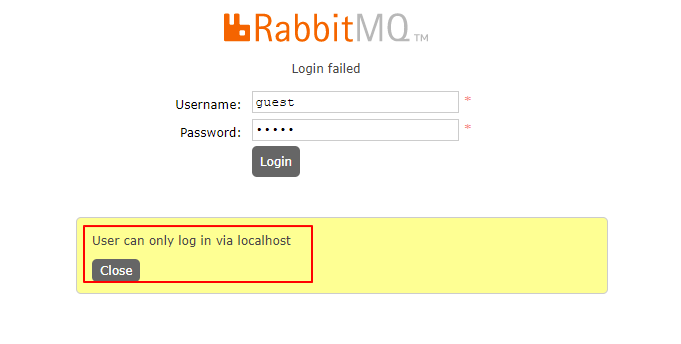 RabbitMQ™
Login failed
Username: guest *
Password: ••••• *
Login
User can only log in via localhost
Close